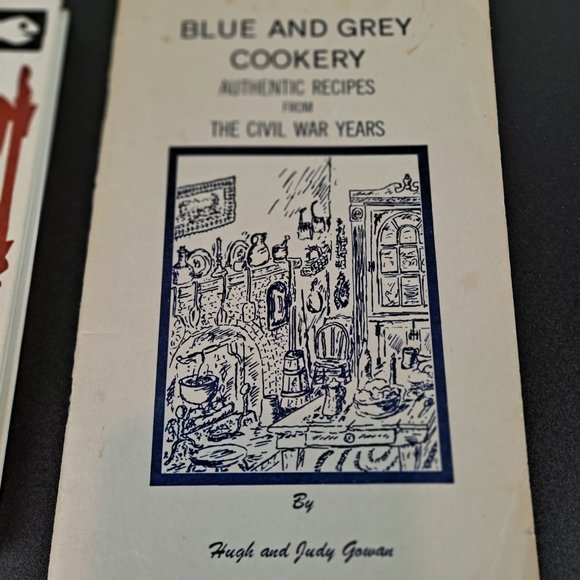 BLUE AND GREY
COOKERY
AUTHENTIC RECIPES
FROM
THE CIVIL WAR YEARS
By
Hugh and Judy Gowan